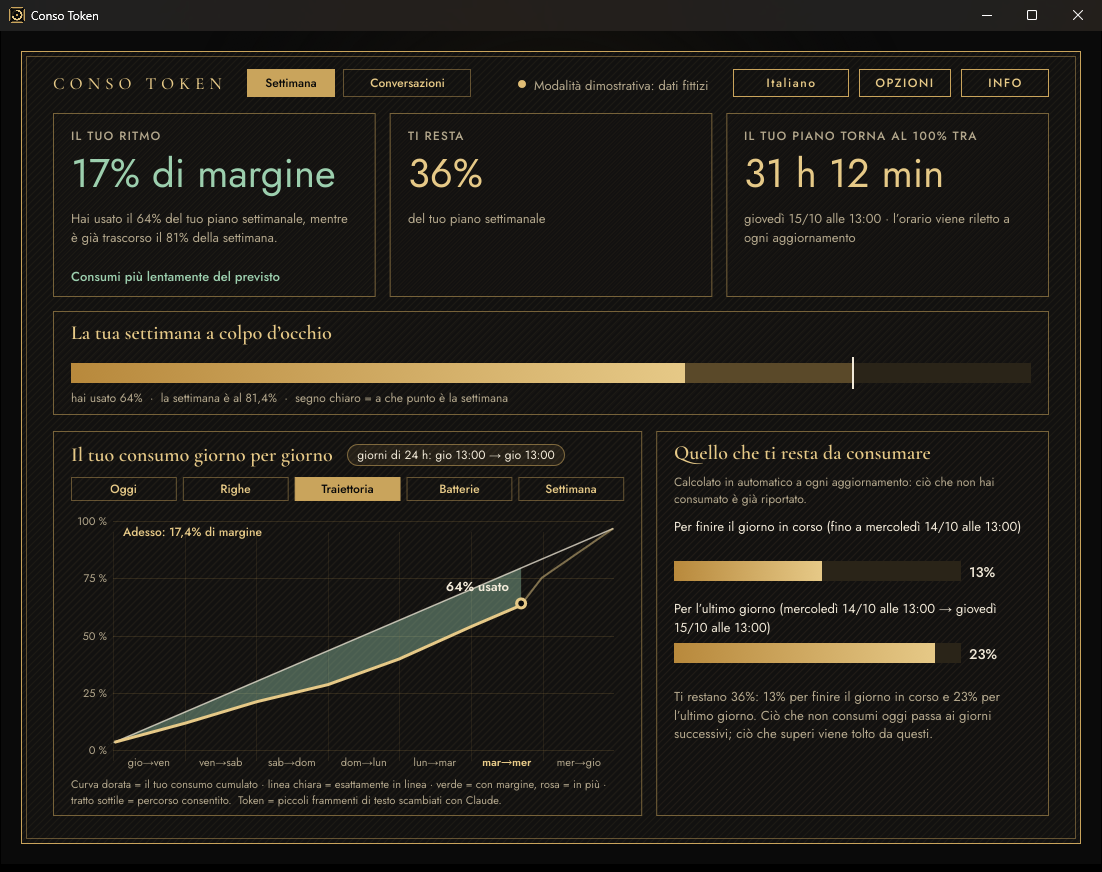 Conso Token
CONSO TOKEN
Settimana
Conversazioni
Modalità dimostrativa: dati fittizi
Italiano
OPZIONI
INFO
IL TUO RITMO
17% di margine
Hai usato il 64% del tuo piano settimanale, mentre
è già trascorso il 81% della settimana.
Consumi più lentamente del previsto
TI RESTA
36%
del tuo piano settimanale
IL TUO PIANO TORNA AL 100% TRA
31 h 12 min
giovedì 15/10 alle 13:00 · l’orario viene riletto a
ogni aggiornamento
La tua settimana a colpo d’occhio
hai usato 64% · la settimana è al 81,4% · segno chiaro = a che punto è la settimana
Il tuo consumo giorno per giorno
giorni di 24 h: gio 13:00 → gio 13:00
Oggi
Righe
Traiettoria
Batterie
Settimana
100 %
Adesso: 17,4% di margine
75 %
64% usato
50 %
25 %
0 %
gio→ven
ven→sab
sab→dom
dom→lun
lun→mar
mar→mer
mer→gio
Curva dorata = il tuo consumo cumulato · linea chiara = esattamente in linea · verde = con margine, rosa = in più ·
tratto sottile = percorso consentito. Token = piccoli frammenti di testo scambiati con Claude.
Quello che ti resta da consumare
Calcolato in automatico a ogni aggiornamento: ciò che non hai
consumato è già riportato.
Per finire il giorno in corso (fino a mercoledì 14/10 alle 13:00)
13%
Per l’ultimo giorno (mercoledì 14/10 alle 13:00 → giovedì
15/10 alle 13:00)
23%
Ti restano 36%: 13% per finire il giorno in corso e 23% per
l’ultimo giorno. Ciò che non consumi oggi passa ai giorni
successivi; ciò che superi viene tolto da questi.